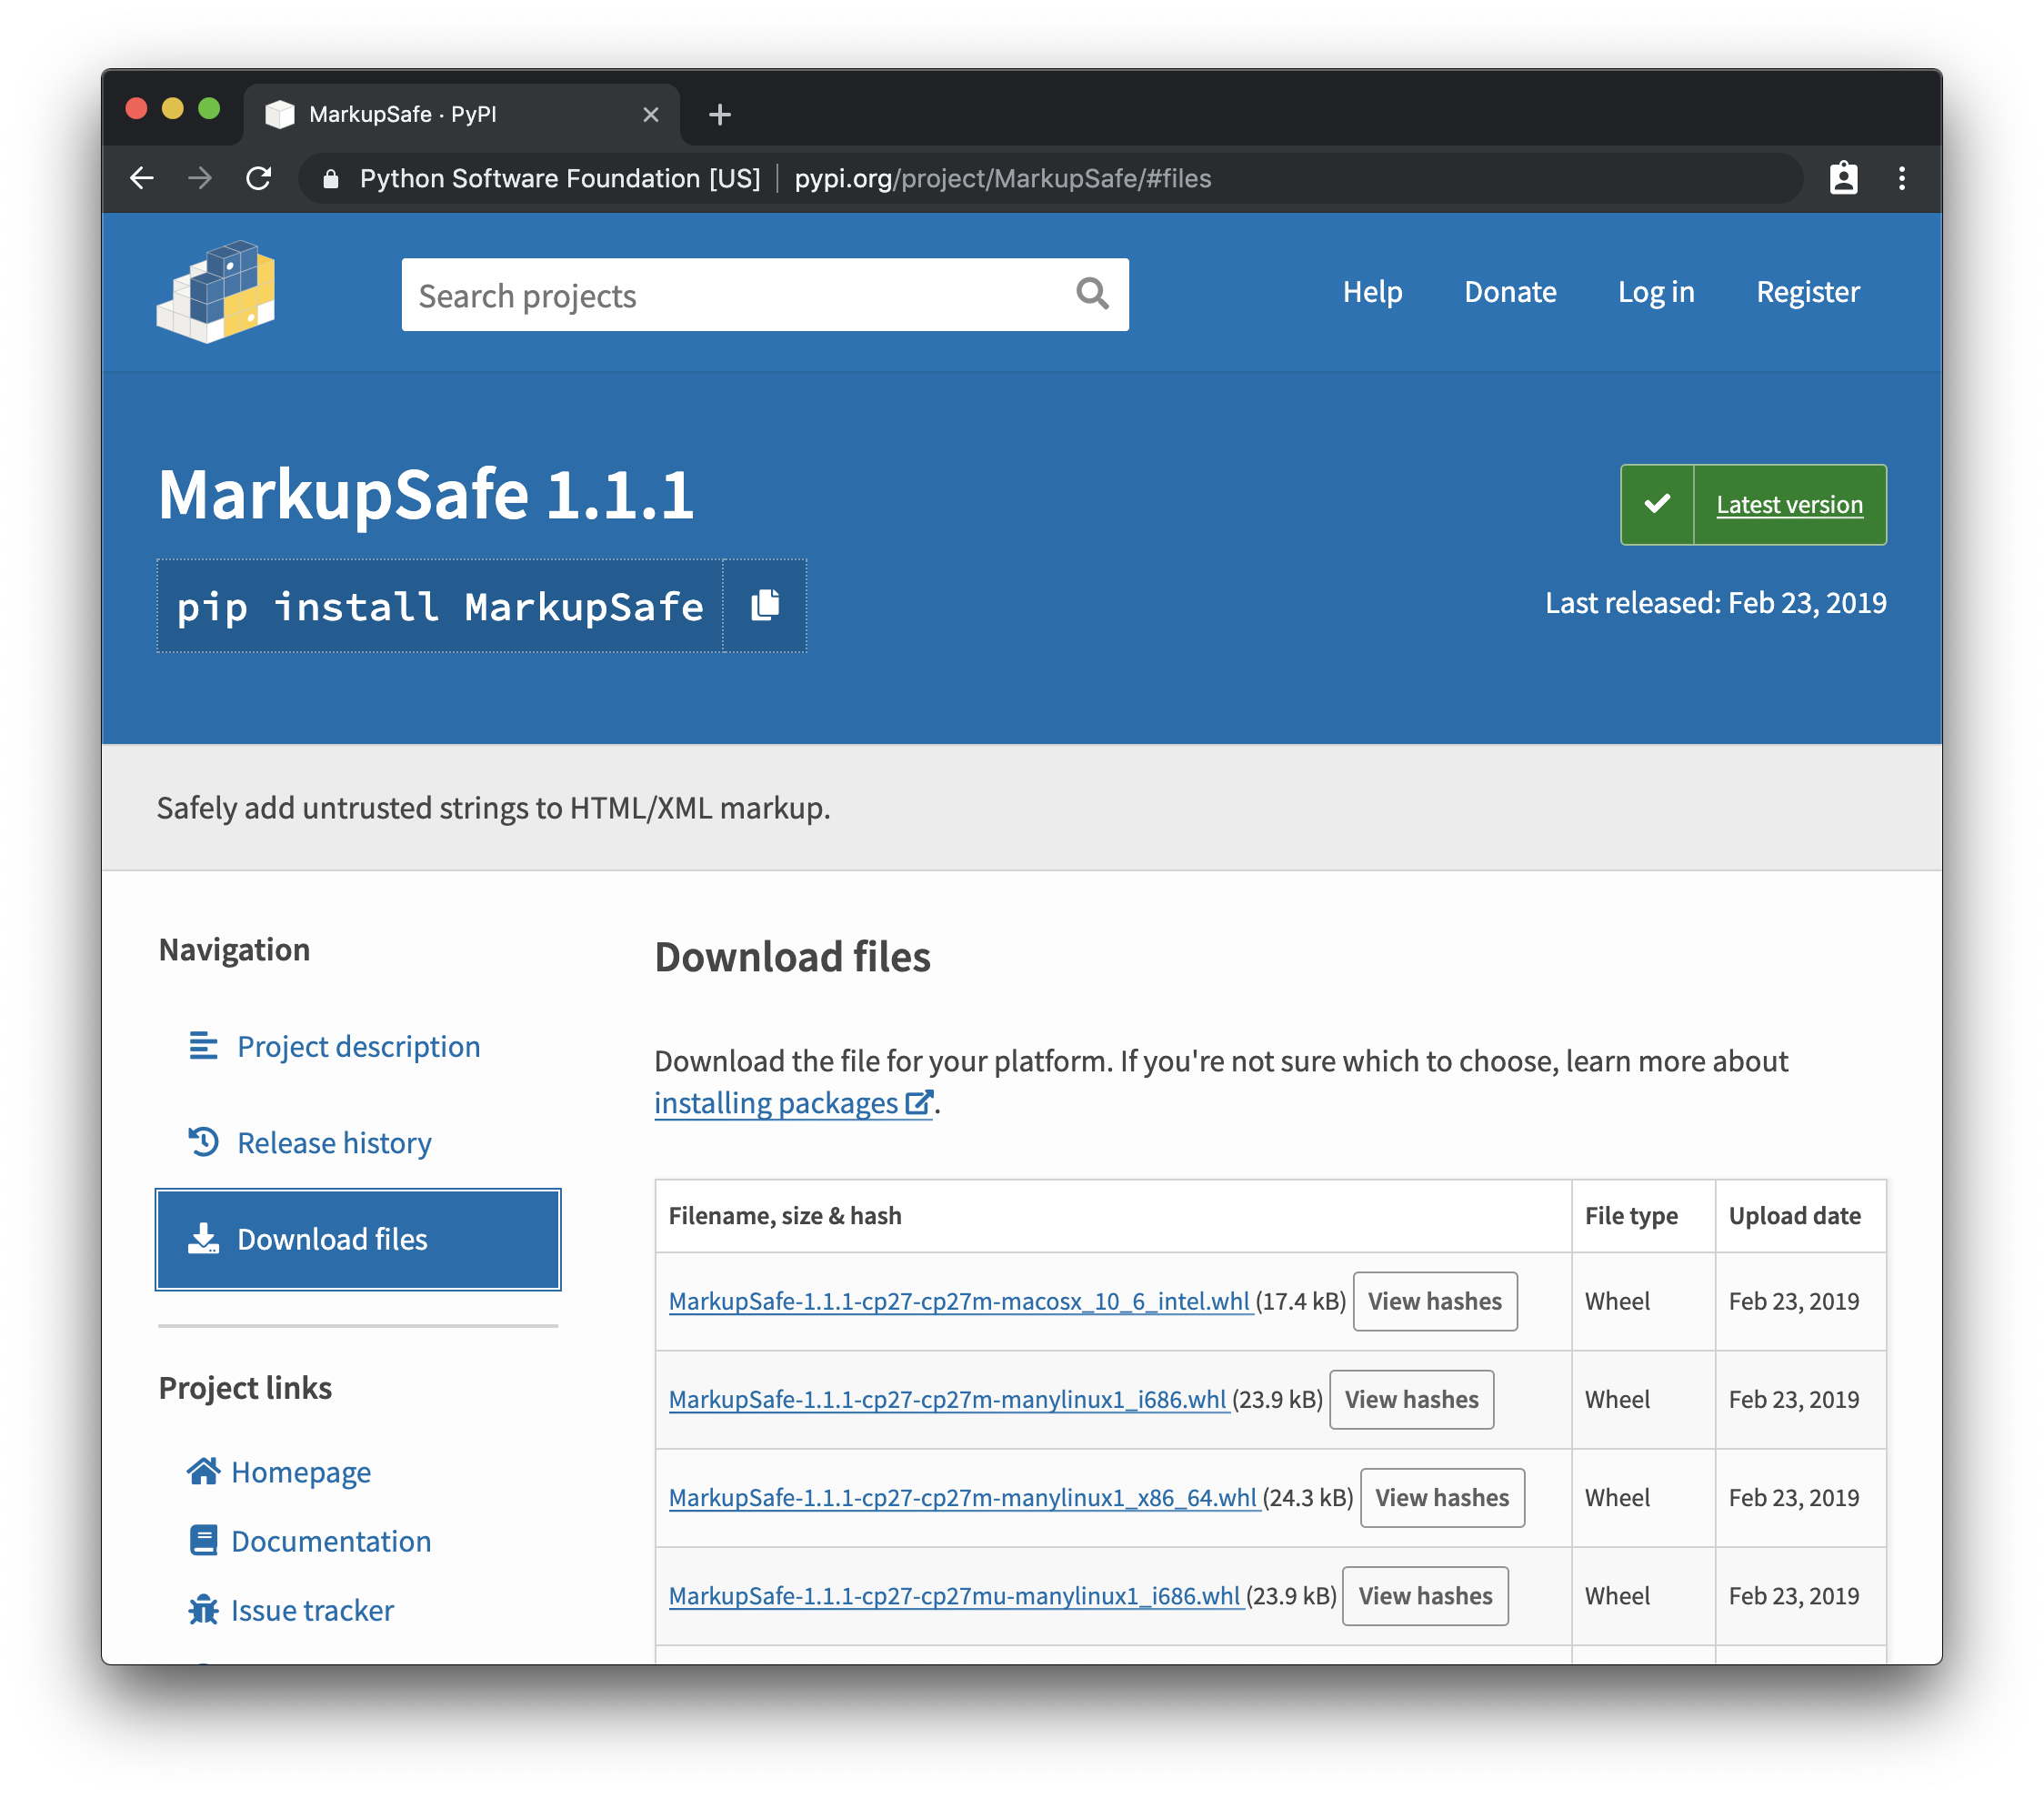 MarkupSafe · PyPI
Python Software Foundation [US] | pypi.org/project/MarkupSafe/#files
Search projects
Help Donate Log in Register
MarkupSafe 1.1.1
Latest version
pip install MarkupSafe
Last released: Feb 23, 2019
Safely add untrusted strings to HTML/XML markup.
Navigation
Project description
Release history
Download files
Project links
Homepage
Documentation
Issue tracker
Download files
Download the file for your platform. If you're not sure which to choose, learn more about
installing packages.
Filename, size & hash File type Upload date
MarkupSafe-1.1.1-cp27-cp27m-macosx_10_6_intel.whl (17.4 kB) View hashes Wheel Feb 23, 2019
MarkupSafe-1.1.1-cp27-cp27m-manylinux1_i686.whl (23.9 kB) View hashes Wheel Feb 23, 2019
MarkupSafe-1.1.1-cp27-cp27m-manylinux1_x86_64.whl (24.3 kB) View hashes Wheel Feb 23, 2019
MarkupSafe-1.1.1-cp27-cp27mu-manylinux1_i686.whl (23.9 kB) View hashes Wheel Feb 23, 2019